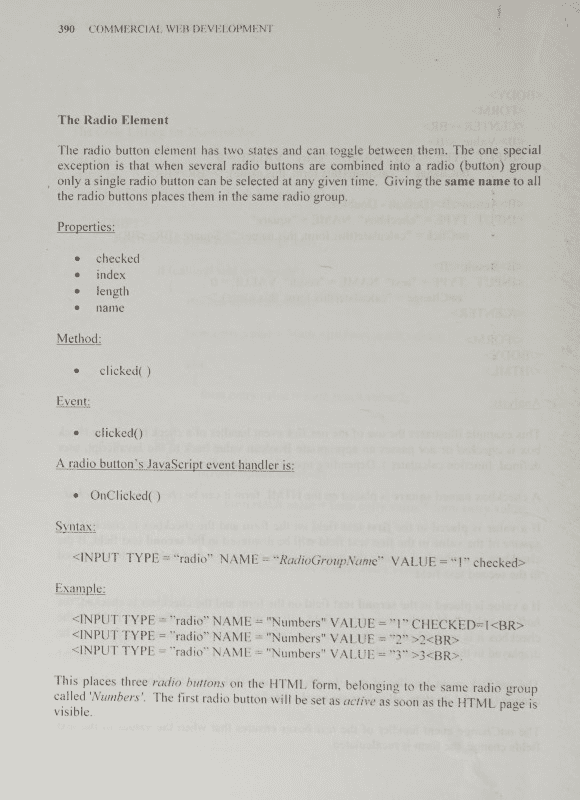 390 COMMERCIAL WEB DEVELOPMENT
The Radio Element
The radio button element has two states and can toggle between them. The one special
exception is that when several radio buttons are combined into a radio (button) group
only a single radio button can be selected at any given time. Giving the same name to all
the radio buttons places them in the same radio group.
Properties:
• checked
• index
• length
• name
Method:
• clicked( )
Event:
• clicked()
A radio button's JavaScript event handler is:
• OnClicked( )
Syntax:
<INPUT TYPE = “radio” NAME = “RadioGroupName” VALUE = “1” checked>
Example:
<INPUT TYPE = ”radio” NAME = "Numbers" VALUE = ”1” CHECKED=1<BR>
<INPUT TYPE = ”radio” NAME = "Numbers" VALUE = ”2” >2<BR>
<INPUT TYPE = ”radio” NAME = "Numbers" VALUE = ”3” >3<BR>.
This places three radio buttons on the HTML form, belonging to the same radio group
called 'Numbers'. The first radio button will be set as active as soon as the HTML page is
visible.